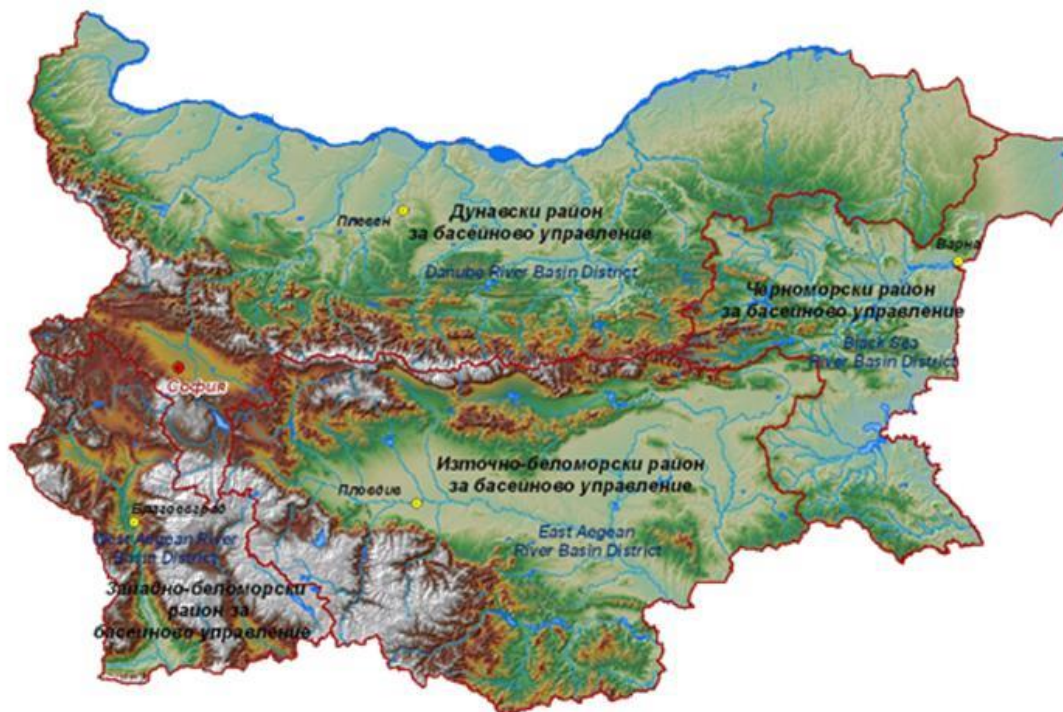 Плевен
Дунавски район
за басейново управление
Danube River Basin District
Варна
Черноморски район
за басейново управление
Black Sea
River Basin District
София
Източно-беломорски район
за басейново управление
Пловдив
Благоевград
East Aegean
River Basin District
West Aegean River
Basin District
Западно-беломорски
район за
басейново управление